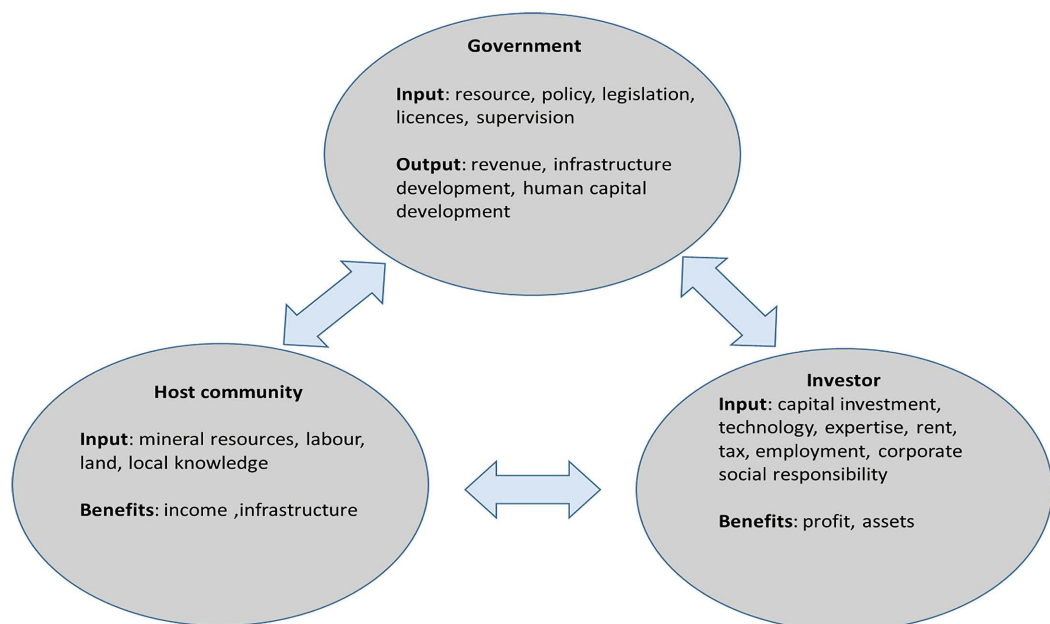 Government
Input: resource, policy, legislation,
licences, supervision
Output: revenue, infrastructure
development, human capital
development
Host community
Input: mineral resources, labour,
land, local knowledge
Benefits: income ,infrastructure
Investor
Input: capital investment,
technology, expertise, rent,
tax, employment, corporate
social responsibility
Benefits: profit, assets